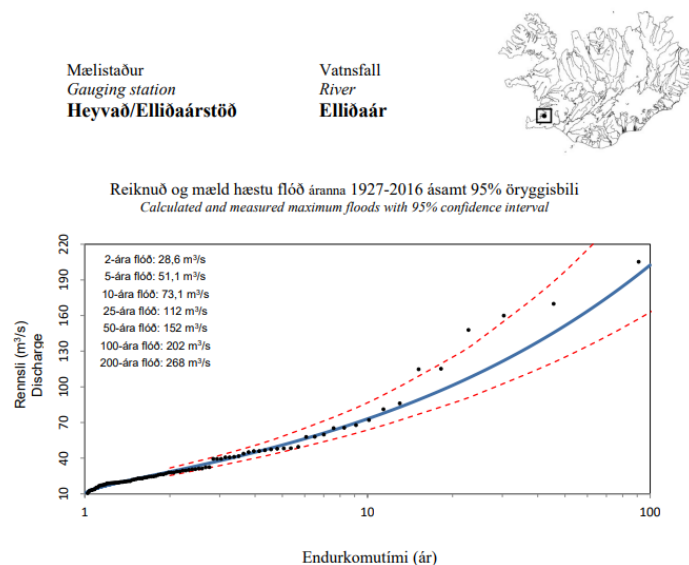 Mælistaður
Gauging station
Heyvað/Elliðaárstöð
Vatnsfall
River
Elliðaár
Reiknuð og mæld hæstu flóð áranna 1927-2016 ásamt 95% öryggisbili
Calculated and measured maximum floods with 95% confidence interval
2-ára flóð: 28,6 m³/s
5-ára flóð: 51,1 m³/s
10-ára flóð: 73,1 m³/s
25-ára flóð: 112 m³/s
50-ára flóð: 152 m³/s
100-ára flóð: 202 m³/s
200-ára flóð: 268 m³/s
Rennsli (m³/s)
Discharge
220
190
160
130
100
70
40
10
1
10
100
Endurkomutími (ár)